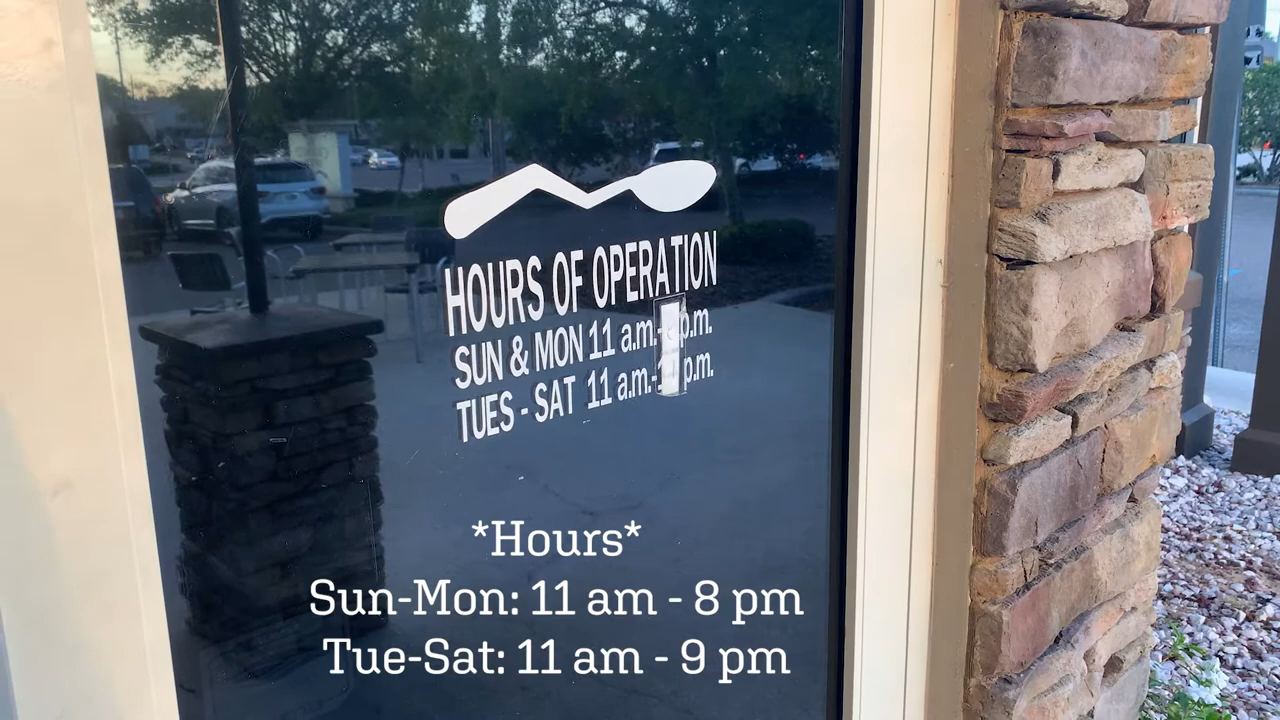 HOURS OF OPERATION
SUN & MON 11 a.m.- p.m.
TUES - SAT 11 a.m.- p.m.
*Hours*
Sun-Mon: 11 am - 8 pm
Tue-Sat: 11 am - 9 pm